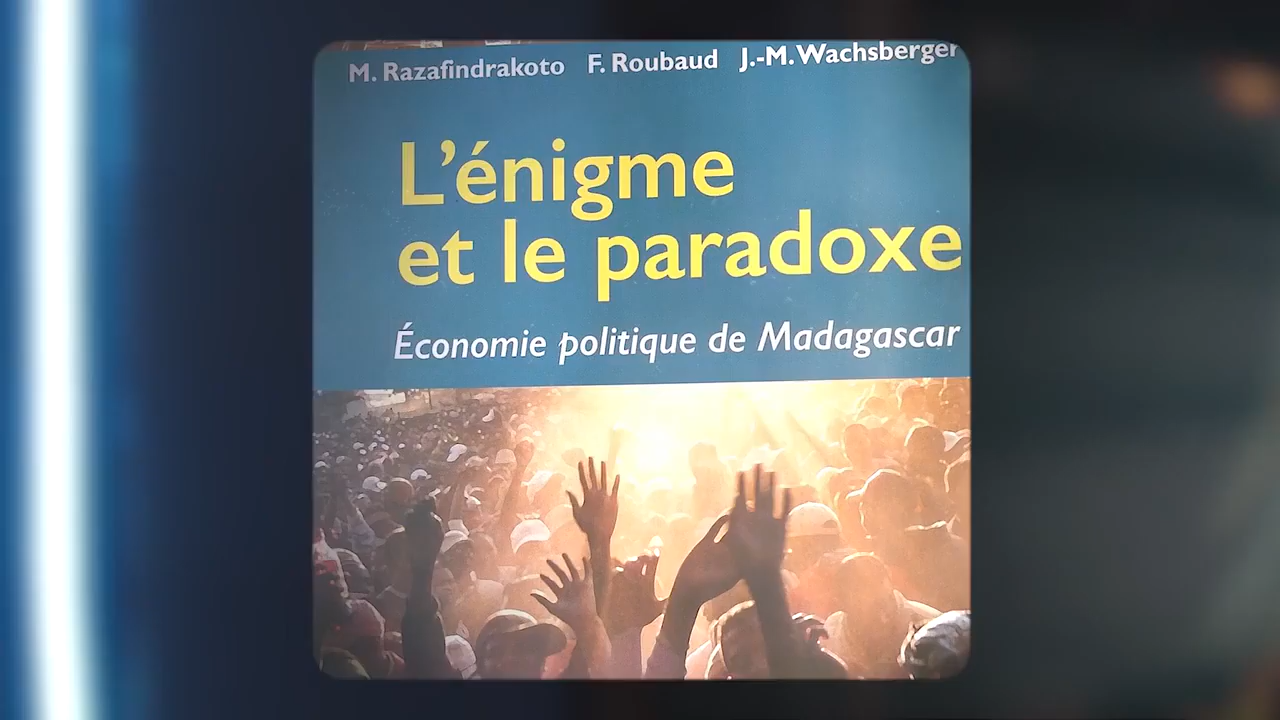 M. Razafindrakoto F. Roubaud J.-M. Wachsberger
L'énigme
et le paradoxe
Économie politique de Madagascar